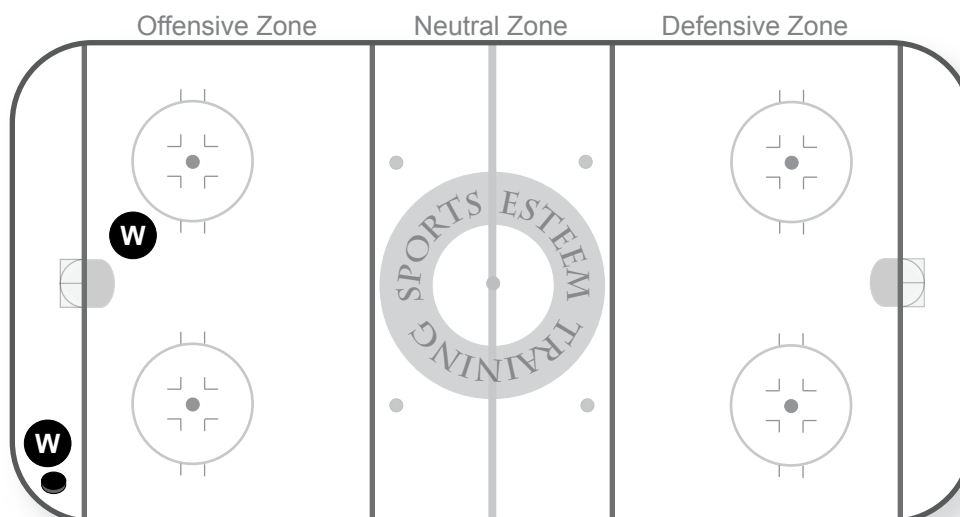 Offensive Zone
Neutral Zone
Defensive Zone
SPORTS ESTEEM
TRAINING
W
W